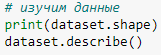 # изучим данные
print(dataset.shape)
dataset.describe()